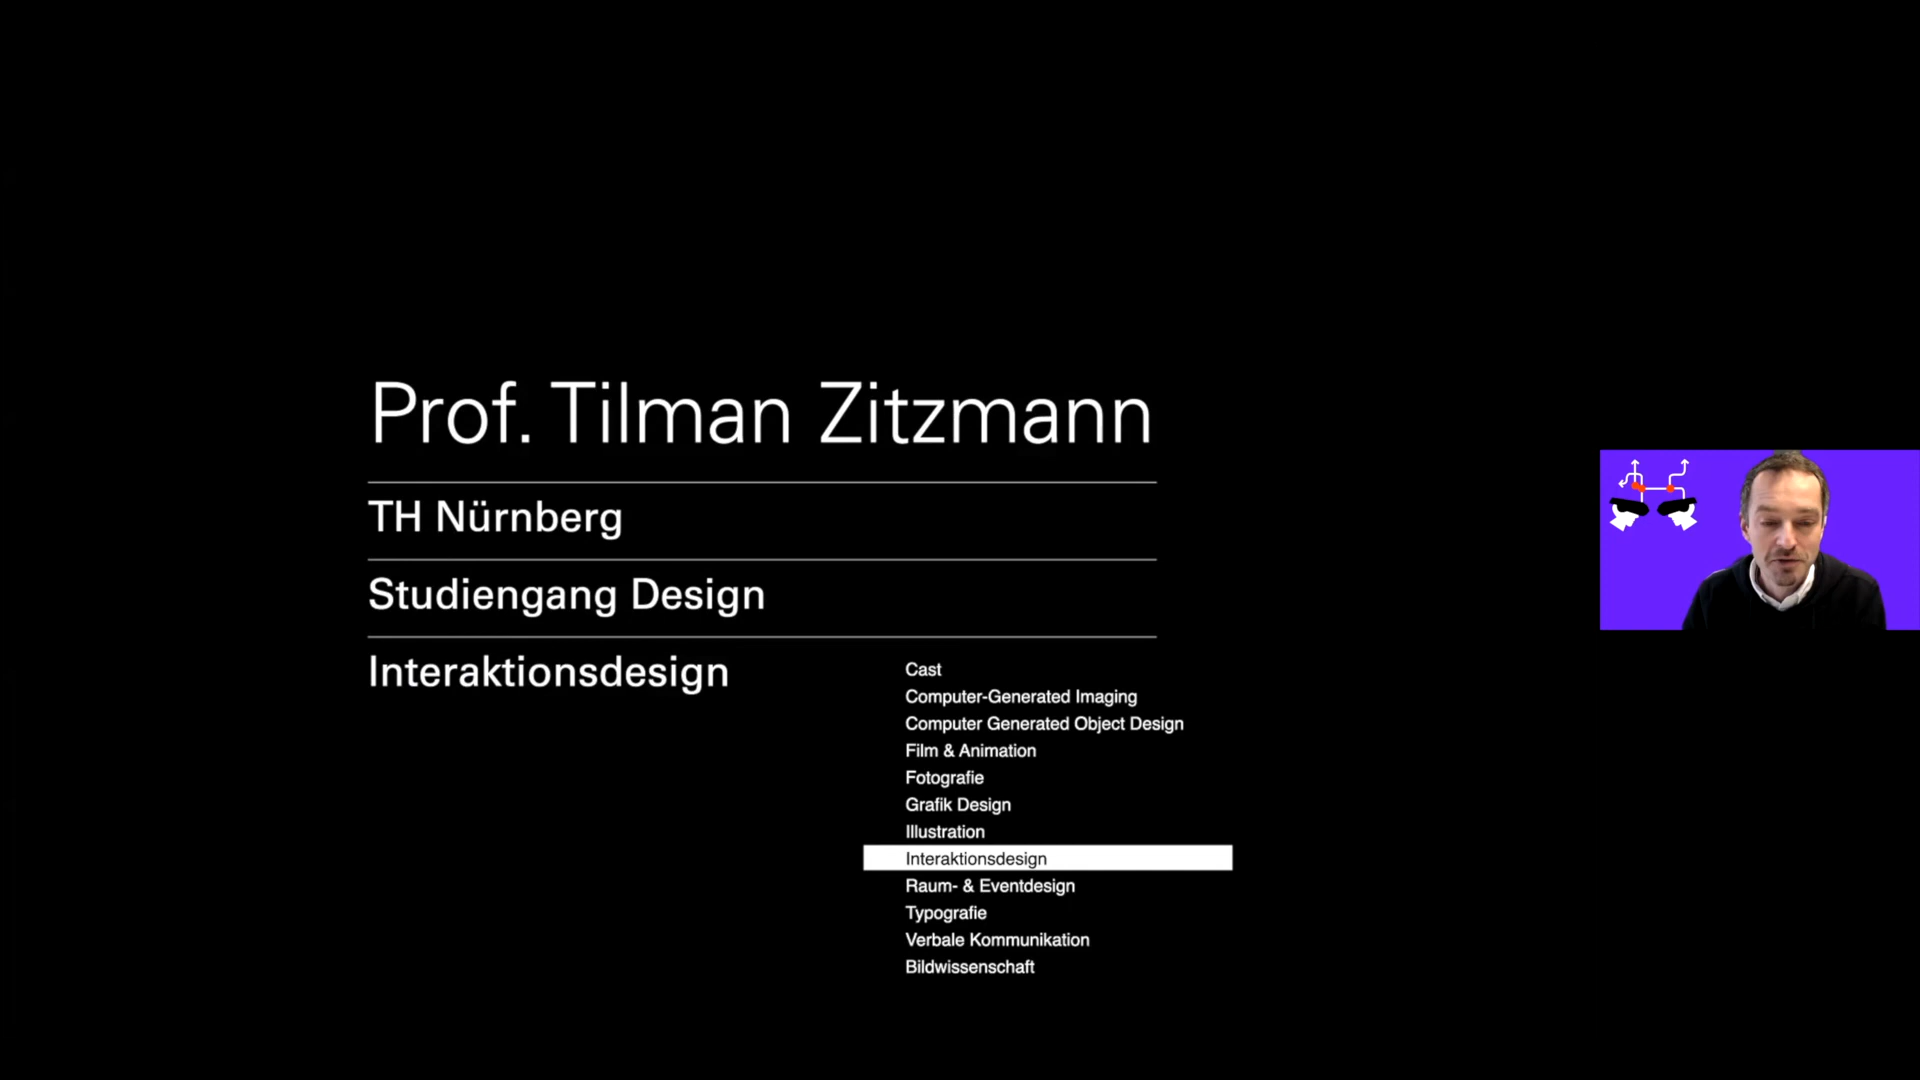 Prof. Tilman Zitzmann
TH Nürnberg
Studiengang Design
Interaktionsdesign
Cast
Computer-Generated Imaging
Computer Generated Object Design
Film & Animation
Fotografie
Grafik Design
Illustration
Interaktionsdesign
Raum- & Eventdesign
Typografie
Verbale Kommunikation
Bildwissenschaft